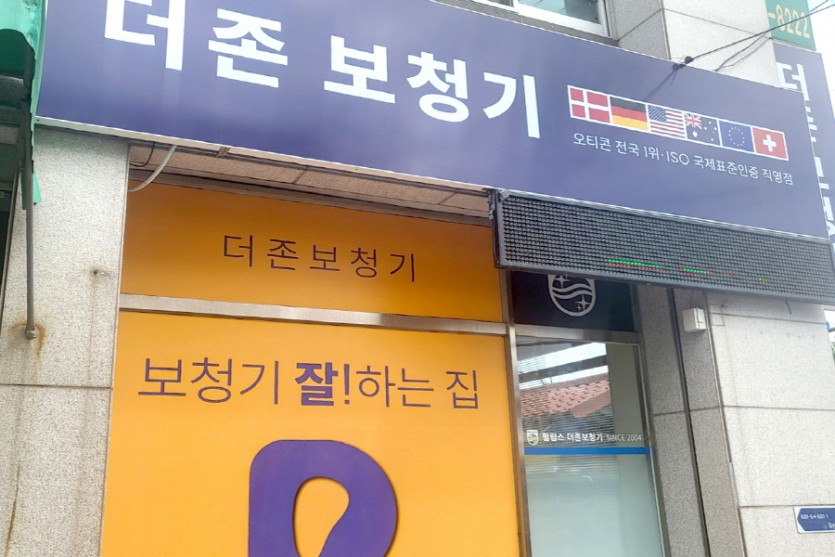 더존 보청기
오티콘 전국 1위·ISO 국제표준인증 직영점
더존보청기
보청기 잘!하는 집
필립스 더존보청기 SINCE 2004
-8222
더존